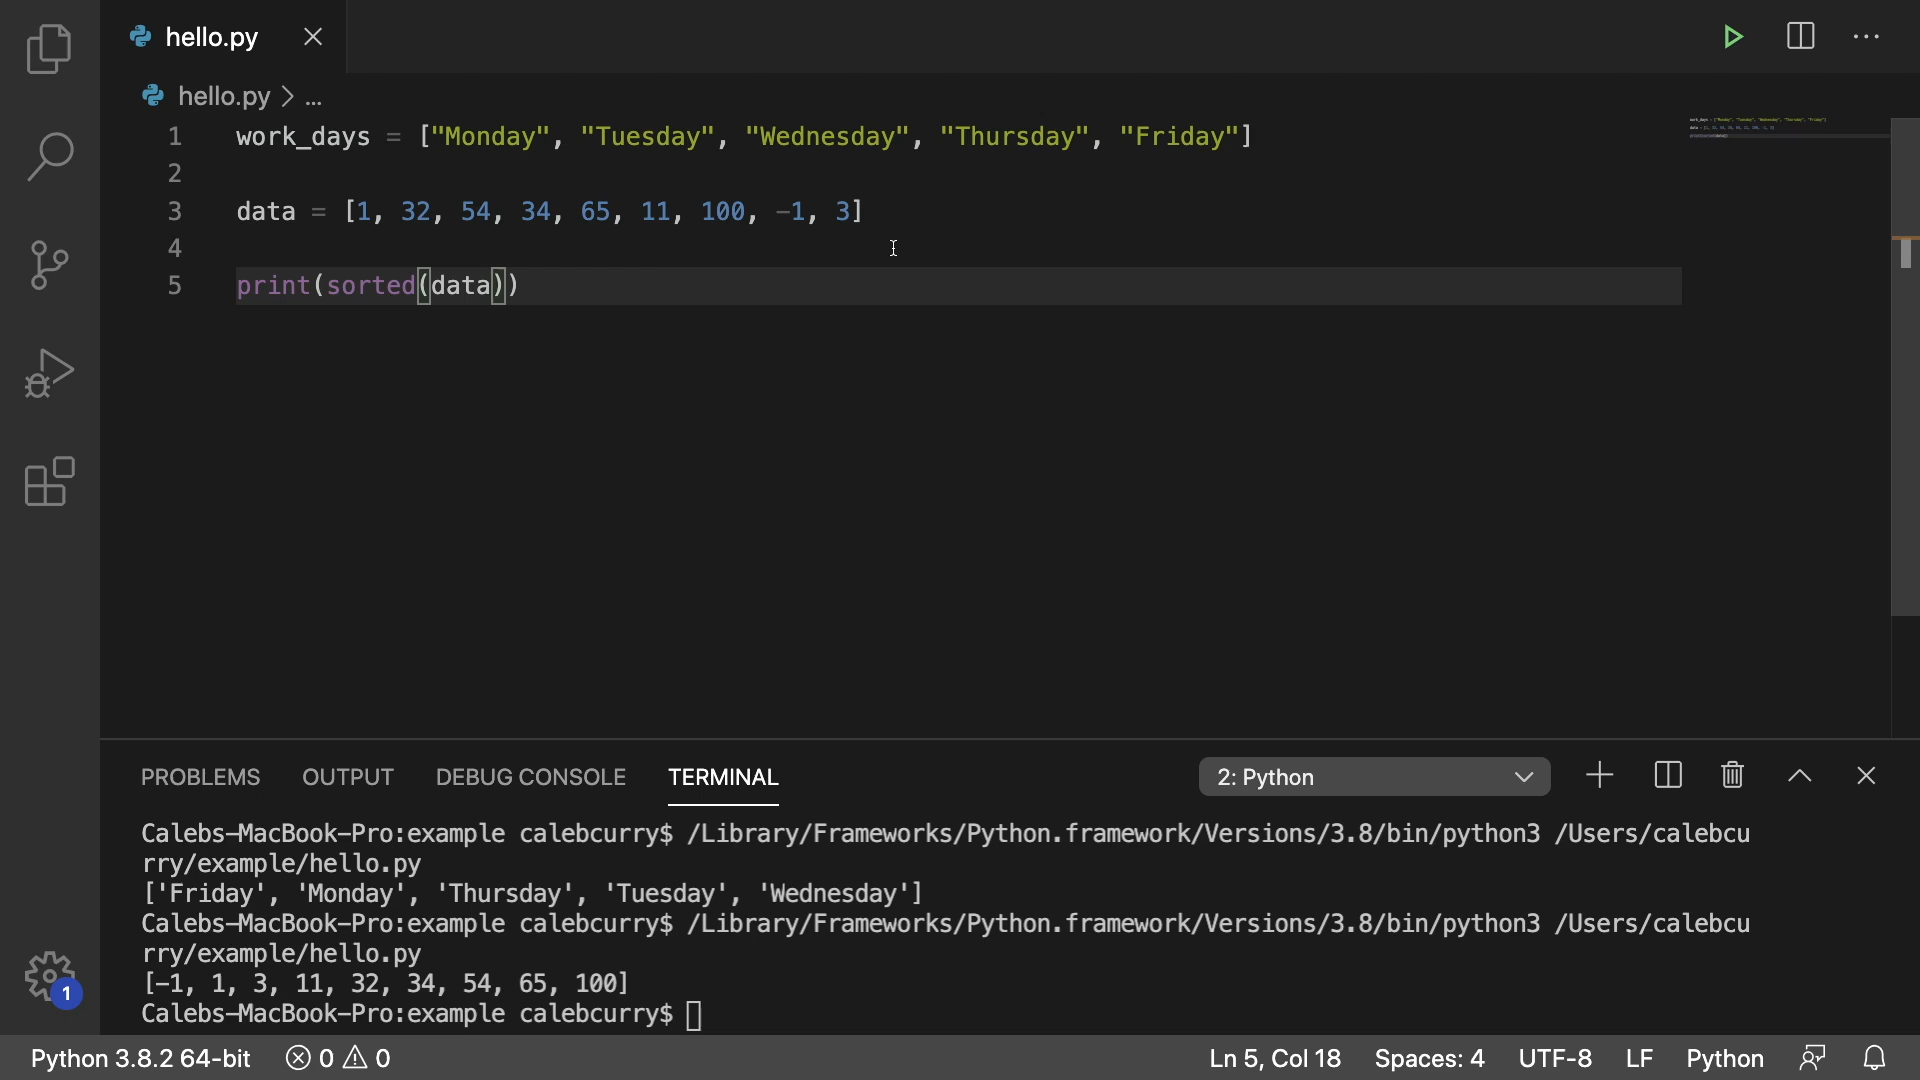 hello.py
hello.py > ...
1 work_days = ["Monday", "Tuesday", "Wednesday", "Thursday", "Friday"]
2
3 data = [1, 32, 54, 34, 65, 11, 100, -1, 3]
4
5 print(sorted(data))
PROBLEMS OUTPUT DEBUG CONSOLE TERMINAL 2: Python
Calebs-MacBook-Pro:example calebcurry$ /Library/Frameworks/Python.framework/Versions/3.8/bin/python3 /Users/calebcu
rry/example/hello.py
['Friday', 'Monday', 'Thursday', 'Tuesday', 'Wednesday']
Calebs-MacBook-Pro:example calebcurry$ /Library/Frameworks/Python.framework/Versions/3.8/bin/python3 /Users/calebcu
rry/example/hello.py
[-1, 1, 3, 11, 32, 34, 54, 65, 100]
Calebs-MacBook-Pro:example calebcurry$
1
Python 3.8.2 64-bit 0 0 Ln 5, Col 18 Spaces: 4 UTF-8 LF Python